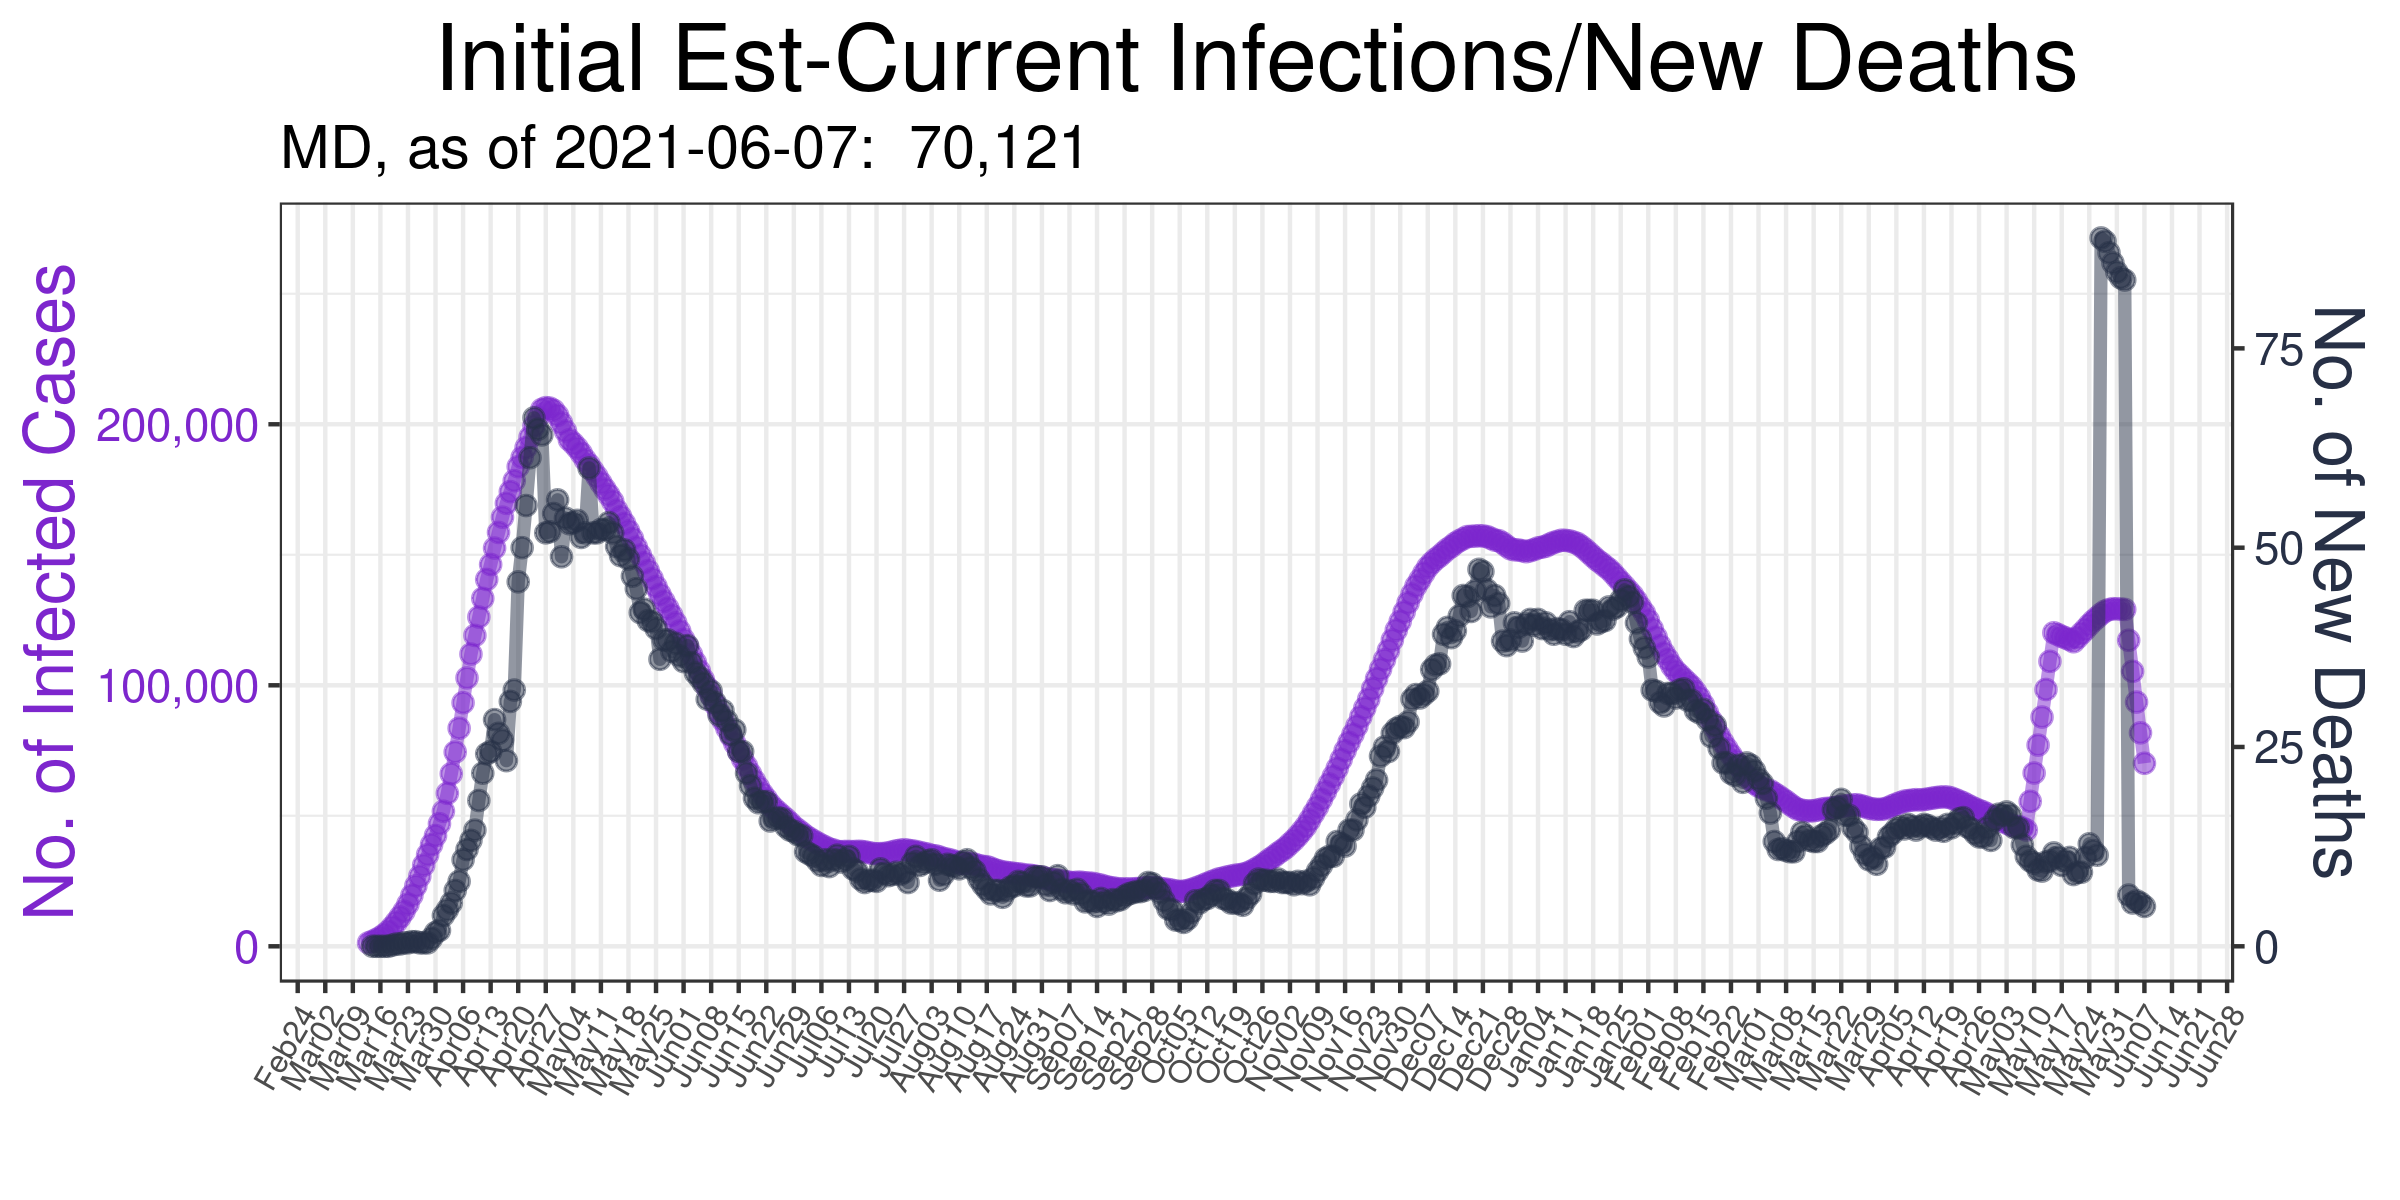 Initial Est-Current Infections/New Deaths
MD, as of 2021-06-07: 70,121
No. of Infected Cases
200,000
100,000
0
75
50
25
0
No. of New Deaths
Feb24
Mar02
Mar09
Mar16
Mar23
Mar30
Apr06
Apr13
Apr20
Apr27
May04
May11
May18
May25
Jun01
Jun08
Jun15
Jun22
Jun29
Jul06
Jul13
Jul20
Jul27
Aug03
Aug10
Aug17
Aug24
Aug31
Sep07
Sep14
Sep21
Sep28
Oct05
Oct12
Oct19
Oct26
Nov02
Nov09
Nov16
Nov23
Nov30
Dec07
Dec14
Dec21
Dec28
Jan04
Jan11
Jan18
Jan25
Feb01
Feb08
Feb15
Feb22
Mar01
Mar08
Mar15
Mar22
Mar29
Apr05
Apr12
Apr19
Apr26
May03
May10
May17
May24
May31
Jun07
Jun14
Jun21
Jun28